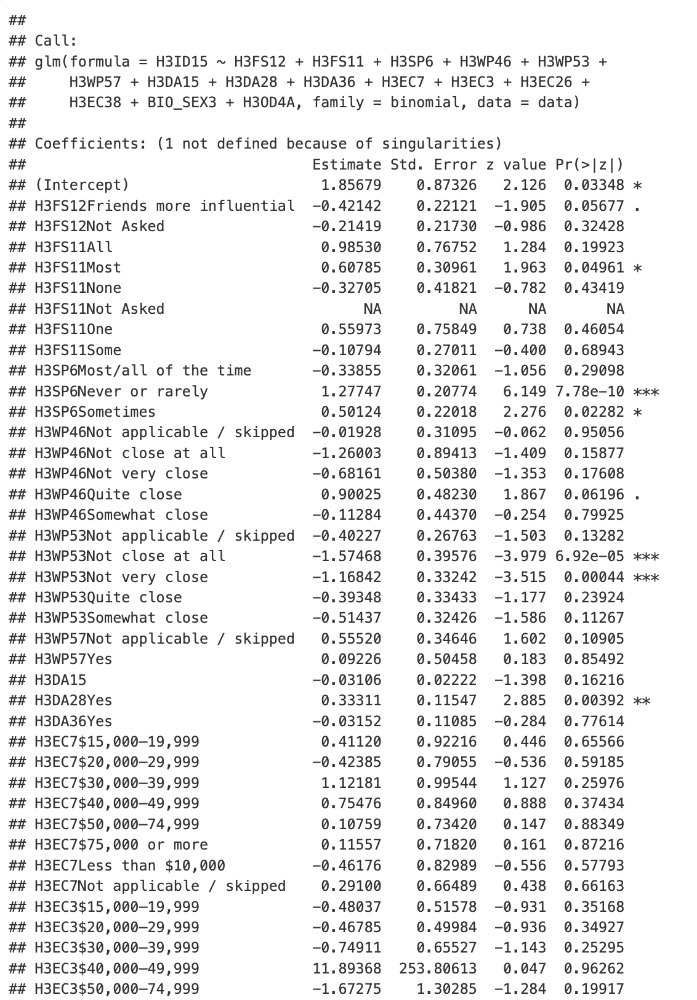 ##
## Call:
## glm(formula = H3ID15 ~ H3FS12 + H3FS11 + H3SP6 + H3WP46 + H3WP53 +
##     H3WP57 + H3DA15 + H3DA28 + H3DA36 + H3EC7 + H3EC3 + H3EC26 +
##     H3EC38 + BIO_SEX3 + H3OD4A, family = binomial, data = data)
##
## Coefficients: (1 not defined because of singularities)
##                                 Estimate Std. Error z value Pr(>|z|)
## (Intercept)                      1.85679    0.87326   2.126  0.03348 *
## H3FS12Friends more influential  −0.42142    0.22121  −1.905  0.05677 .
## H3FS12Not Asked                 −0.21419    0.21730  −0.986  0.32428
## H3FS11All                        0.98530    0.76752   1.284  0.19923
## H3FS11Most                       0.60785    0.30961   1.963  0.04961 *
## H3FS11None                      −0.32705    0.41821  −0.782  0.43419
## H3FS11Not Asked                       NA         NA      NA       NA
## H3FS11One                        0.55973    0.75849   0.738  0.46054
## H3FS11Some                      −0.10794    0.27011  −0.400  0.68943
## H3SP6Most/all of the time       −0.33855    0.32061  −1.056  0.29098
## H3SP6Never or rarely             1.27747    0.20774   6.149 7.78e−10 ***
## H3SP6Sometimes                   0.50124    0.22018   2.276  0.02282 *
## H3WP46Not applicable / skipped  −0.01928    0.31095  −0.062  0.95056
## H3WP46Not close at all          −1.26003    0.89413  −1.409  0.15877
## H3WP46Not very close            −0.68161    0.50380  −1.353  0.17608
## H3WP46Quite close                0.90025    0.48230   1.867  0.06196 .
## H3WP46Somewhat close            −0.11284    0.44370  −0.254  0.79925
## H3WP53Not applicable / skipped  −0.40227    0.26763  −1.503  0.13282
## H3WP53Not close at all          −1.57468    0.39576  −3.979 6.92e−05 ***
## H3WP53Not very close            −1.16842    0.33242  −3.515  0.00044 ***
## H3WP53Quite close               −0.39348    0.33433  −1.177  0.23924
## H3WP53Somewhat close            −0.51437    0.32426  −1.586  0.11267
## H3WP57Not applicable / skipped   0.55520    0.34646   1.602  0.10905
## H3WP57Yes                        0.09226    0.50458   0.183  0.85492
## H3DA15                          −0.03106    0.02222  −1.398  0.16216
## H3DA28Yes                        0.33311    0.11547   2.885  0.00392 **
## H3DA36Yes                       −0.03152    0.11085  −0.284  0.77614
## H3EC7$15,000–19,999              0.41120    0.92216   0.446  0.65566
## H3EC7$20,000–29,999             −0.42385    0.79055  −0.536  0.59185
## H3EC7$30,000–39,999              1.12181    0.99544   1.127  0.25976
## H3EC7$40,000–49,999              0.75476    0.84960   0.888  0.37434
## H3EC7$50,000–74,999              0.10759    0.73420   0.147  0.88349
## H3EC7$75,000 or more             0.11557    0.71820   0.161  0.87216
## H3EC7Less than $10,000          −0.46176    0.82989  −0.556  0.57793
## H3EC7Not applicable / skipped    0.29100    0.66489   0.438  0.66163
## H3EC3$15,000–19,999             −0.48037    0.51578  −0.931  0.35168
## H3EC3$20,000–29,999             −0.46785    0.49984  −0.936  0.34927
## H3EC3$30,000–39,999             −0.74911    0.65527  −1.143  0.25295
## H3EC3$40,000–49,999             11.89368  253.80613   0.047  0.96262
## H3EC3$50,000–74,999             −1.67275    1.30285  −1.284  0.19917